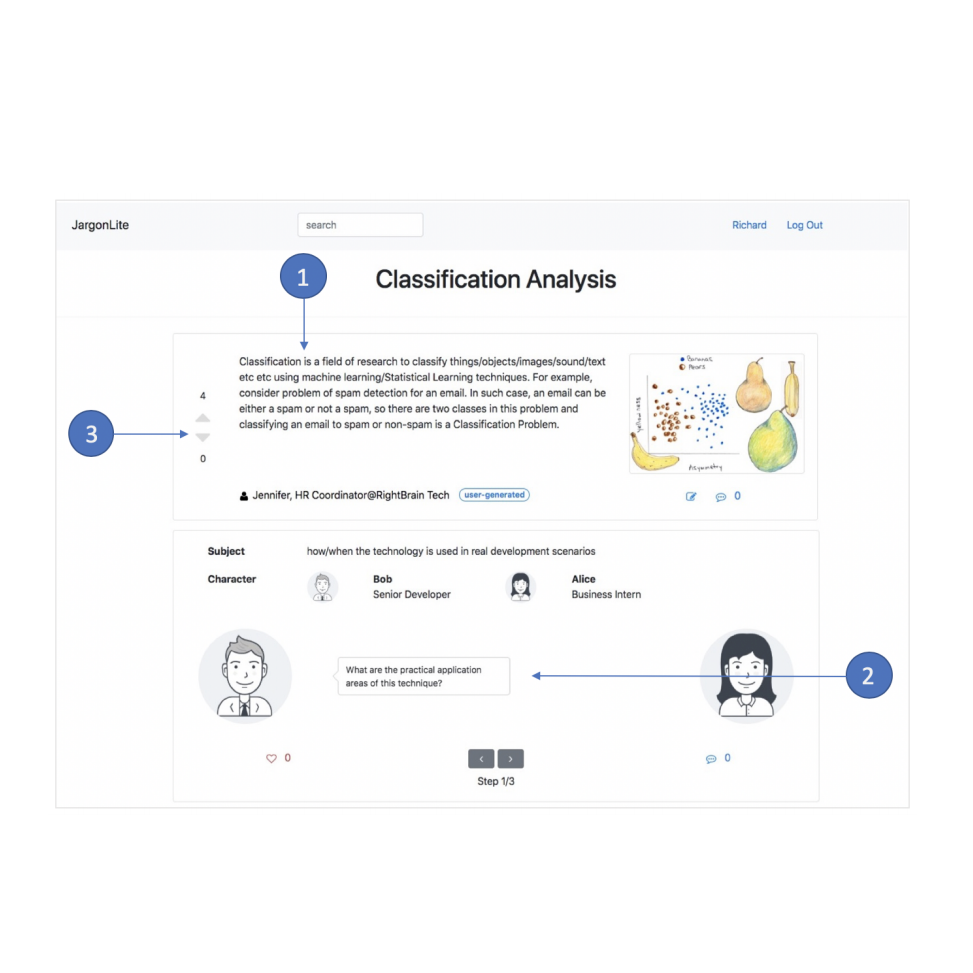 JargonLite
search
Richard
Log Out
1
Classification Analysis
Classification is a field of research to classify things/objects/images/sound/text
etc etc using machine learning/Statistical Learning techniques. For example,
consider problem of spam detection for an email. In such case, an email can be
either a spam or not a spam, so there are two classes in this problem and
classifying an email to spam or non-spam is a Classification Problem.
4
0
3
Bananas
Pears
yellowness
Asymmetry
Jennifer, HR Coordinator@RightBrain Tech
user-generated
0
Subject
how/when the technology is used in real development scenarios
Character
Bob
Senior Developer
Alice
Business Intern
What are the practical application
areas of this technique?
2
0
< >
0
Step 1/3